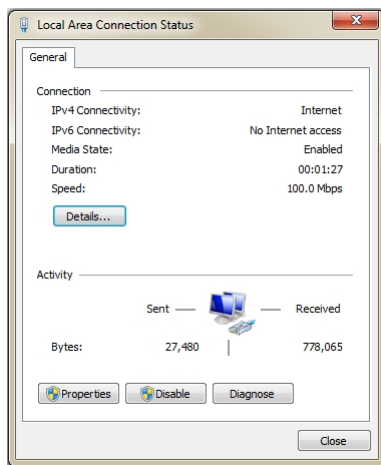 Local Area Connection Status
General
Connection
IPv4 Connectivity: Internet
IPv6 Connectivity: No Internet access
Media State: Enabled
Duration: 00:01:27
Speed: 100.0 Mbps
Details...
Activity
Sent — — Received
Bytes: 27,480 | 778,065
Properties Disable Diagnose
Close